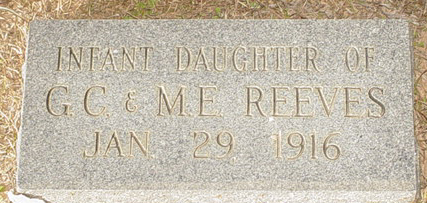 INFANT DAUGHTER OF
G.C. & M.E. REEVES
JAN. 29, 1916